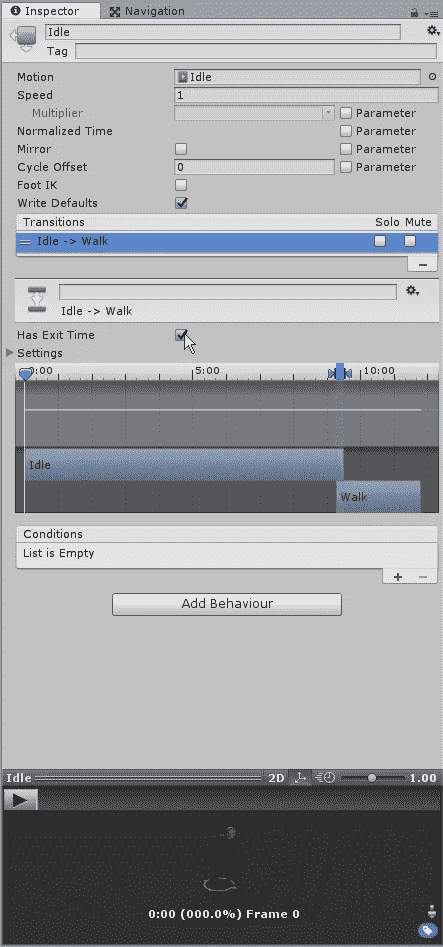 Inspector Navigation
Idle
Tag
Motion Idle
Speed 1
Multiplier Parameter
Normalized Time Parameter
Mirror Parameter
Cycle Offset 0 Parameter
Foot IK
Write Defaults
Transitions Solo Mute
Idle -> Walk
Idle -> Walk
Has Exit Time
Settings
0:00 5:00 10:00
Idle
Walk
Conditions
List is Empty
Add Behaviour
Idle 2D 1.00
0:00 (000.0%) Frame 0